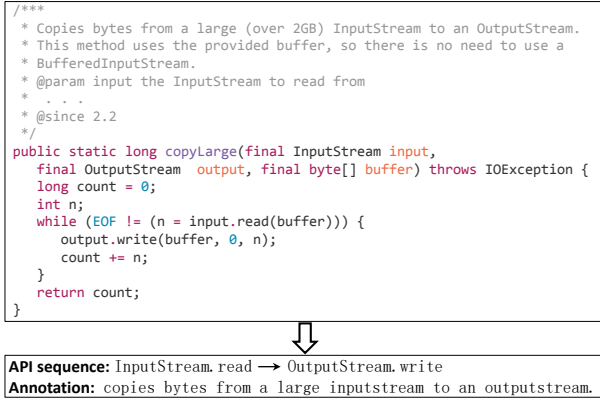 /***
 * Copies bytes from a large (over 2GB) InputStream to an OutputStream.
 * This method uses the provided buffer, so there is no need to use a
 * BufferedInputStream.
 * @param input the InputStream to read from
 *  . . .
 * @since 2.2
 */
public static long copyLarge(final InputStream input,
   final OutputStream  output, final byte[] buffer) throws IOException {
   long count = 0;
   int n;
   while (EOF != (n = input.read(buffer))) {
      output.write(buffer, 0, n);
      count += n;
   }
   return count;
}
API sequence: InputStream.read → OutputStream.write
Annotation: copies bytes from a large inputstream to an outputstream.